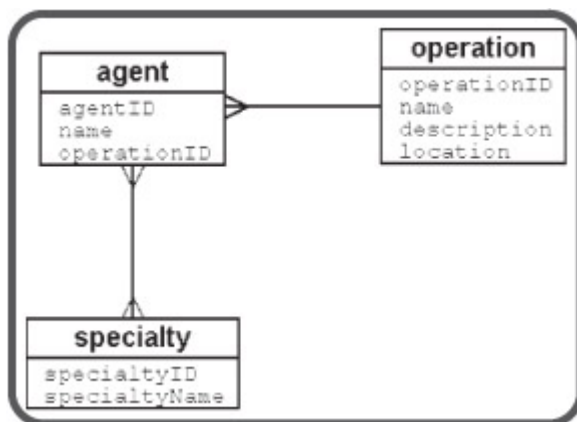 agent
agentID
name
operationID
operation
operationID
name
description
location
specialty
specialtyID
specialtyName